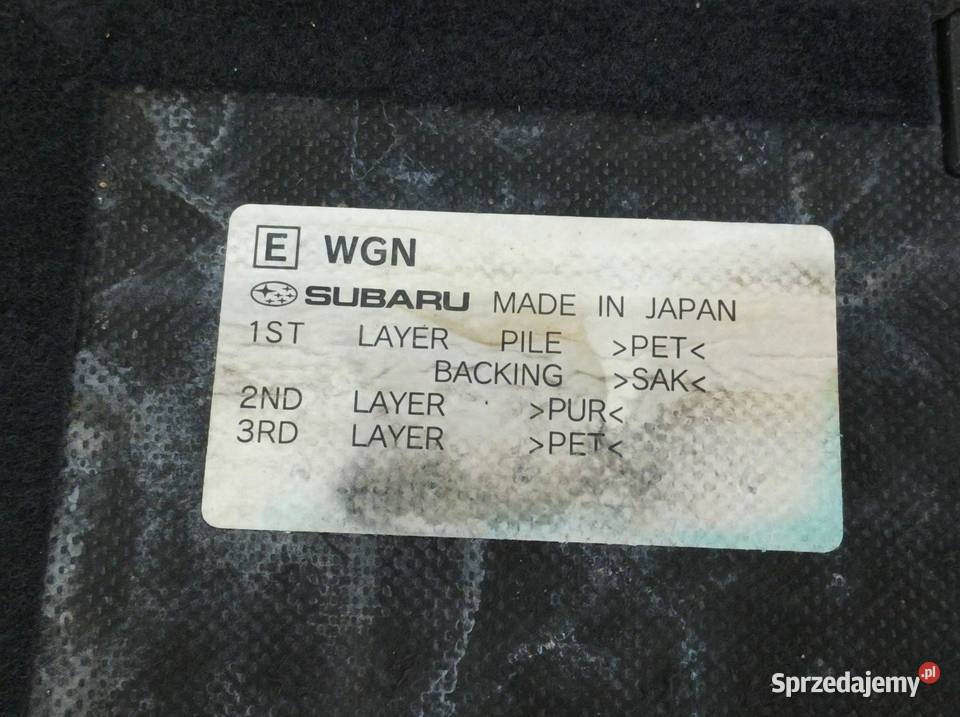 E WGN
SUBARU MADE IN JAPAN
1ST LAYER PILE >PET<
BACKING >SAK<
2ND LAYER >PUR<
3RD LAYER >PET<
Sprzedajemy.pl